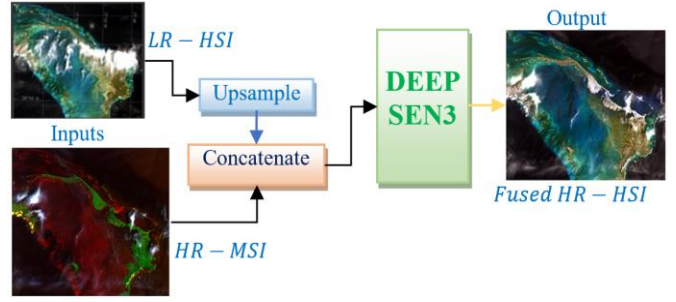 LR − HSI
Output
Upsample
DEEP
SEN3
Inputs
Concatenate
HR − MSI
Fused HR − HSI